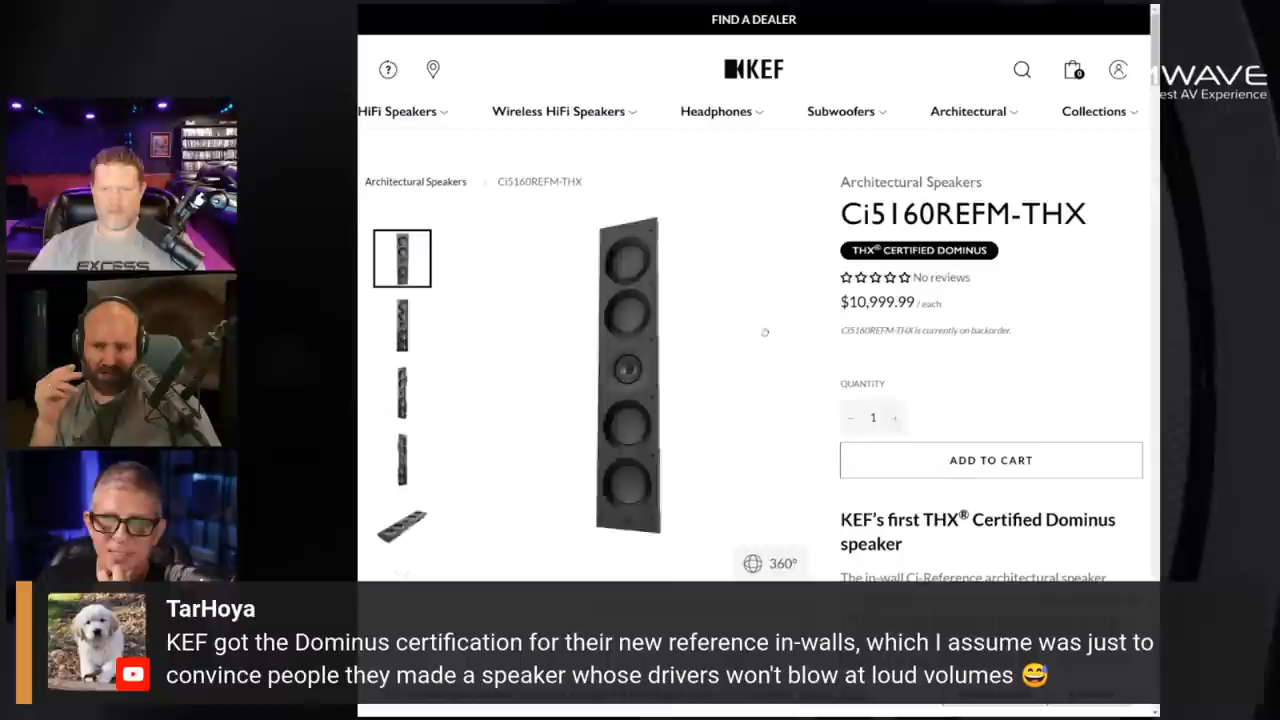 FIND A DEALER
KEF
0
MWAVE
est AV Experience
HiFi Speakers
Wireless HiFi Speakers
Headphones
Subwoofers
Architectural
Collections
Architectural Speakers
Ci5160REFM-THX
Architectural Speakers
Ci5160REFM-THX
THX® CERTIFIED DOMINUS
No reviews
$10,999.99 / each
CI5160REFM-THX is currently on backorder.
QUANTITY
- 1 +
ADD TO CART
KEF's first THX® Certified Dominus
speaker
The in-wall Ci-Reference architectural speaker
360°
EXCESS
TarHoya
KEF got the Dominus certification for their new reference in-walls, which I assume was just to
convince people they made a speaker whose drivers won't blow at loud volumes 😅